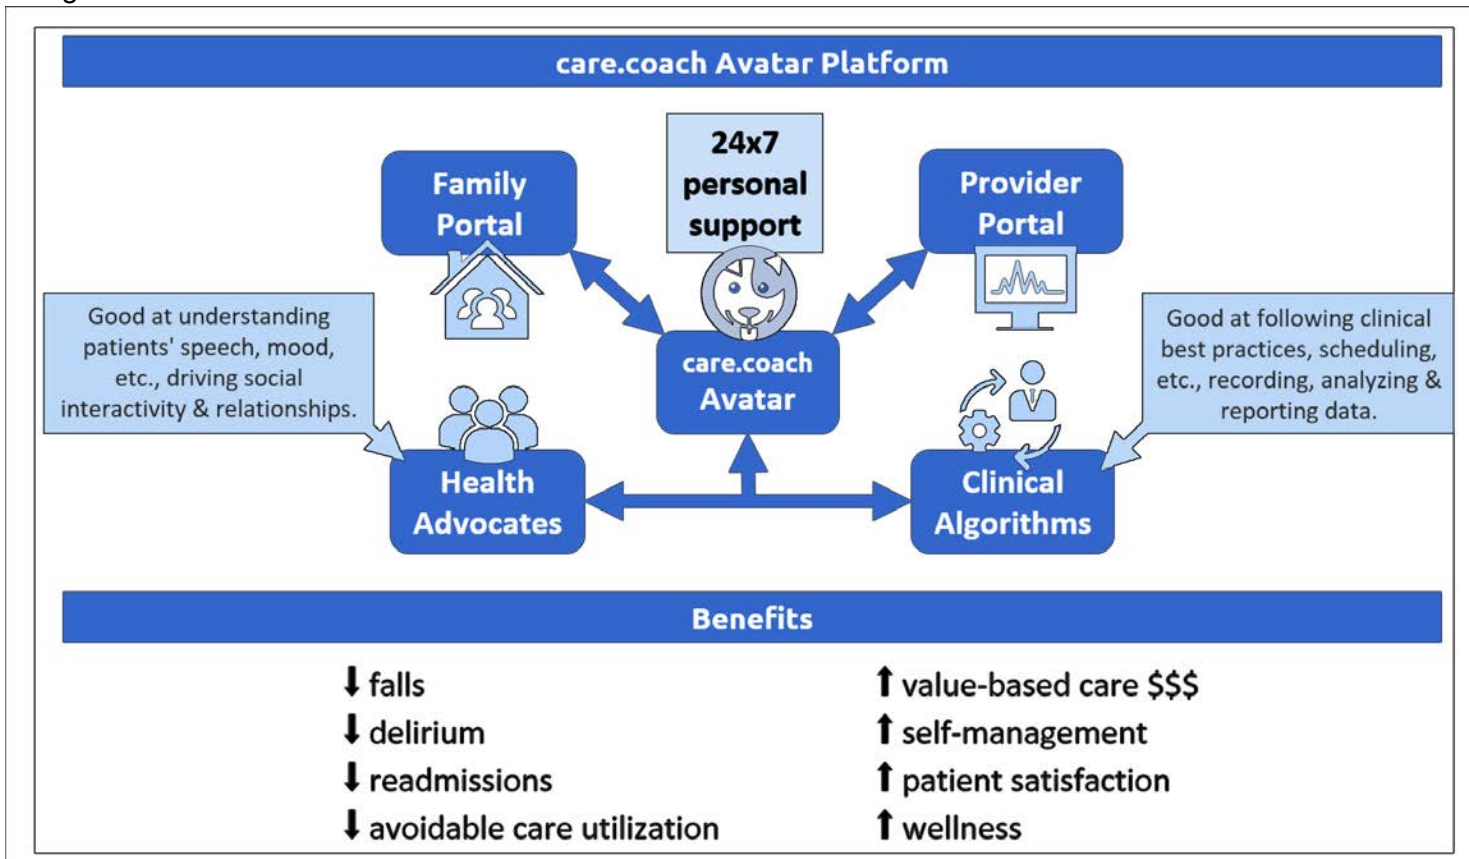 care.coach Avatar Platform
24x7
personal
support
Family
Portal
Provider
Portal
Good at understanding
patients' speech, mood,
etc., driving social
interactivity & relationships.
care.coach
Avatar
Good at following clinical
best practices, scheduling,
etc., recording, analyzing &
reporting data.
Health
Advocates
Clinical
Algorithms
Benefits
⬇ falls
⬇ delirium
⬇ readmissions
⬇ avoidable care utilization
⬆ value-based care $$$
⬆ self-management
⬆ patient satisfaction
⬆ wellness